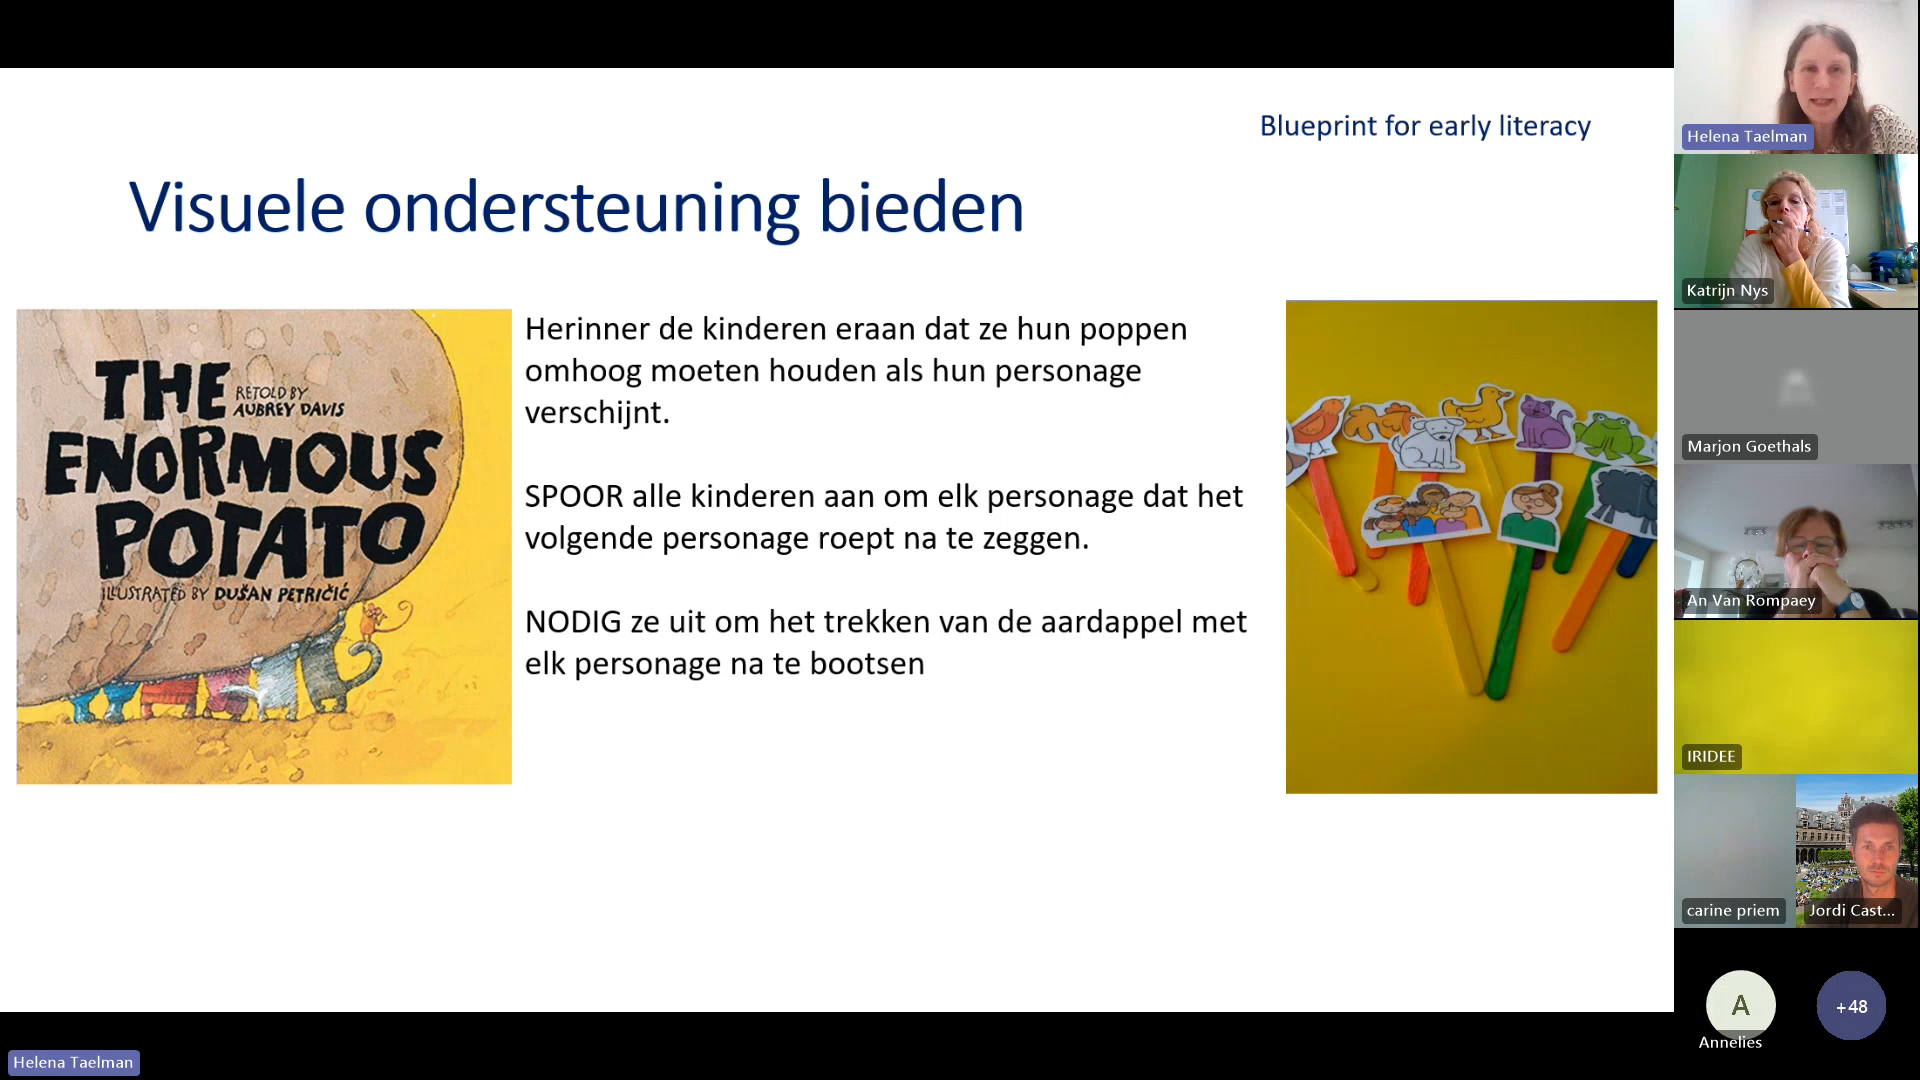 Blueprint for early literacy
Visuele ondersteuning bieden
THE
RETOLD BY
AUBREY DAVIS
ENORMOUS
POTATO
ILLUSTRATED BY DUŠAN PETRIČIĆ
Herinner de kinderen eraan dat ze hun poppen
omhoog moeten houden als hun personage
verschijnt.
SPOOR alle kinderen aan om elk personage dat het
volgende personage roept na te zeggen.
NODIG ze uit om het trekken van de aardappel met
elk personage na te bootsen
Helena Taelman
Katrijn Nys
Marjon Goethals
An Van Rompaey
IRIDEE
carine priem
Jordi Cast...
A
Annelies
+48
Helena Taelman